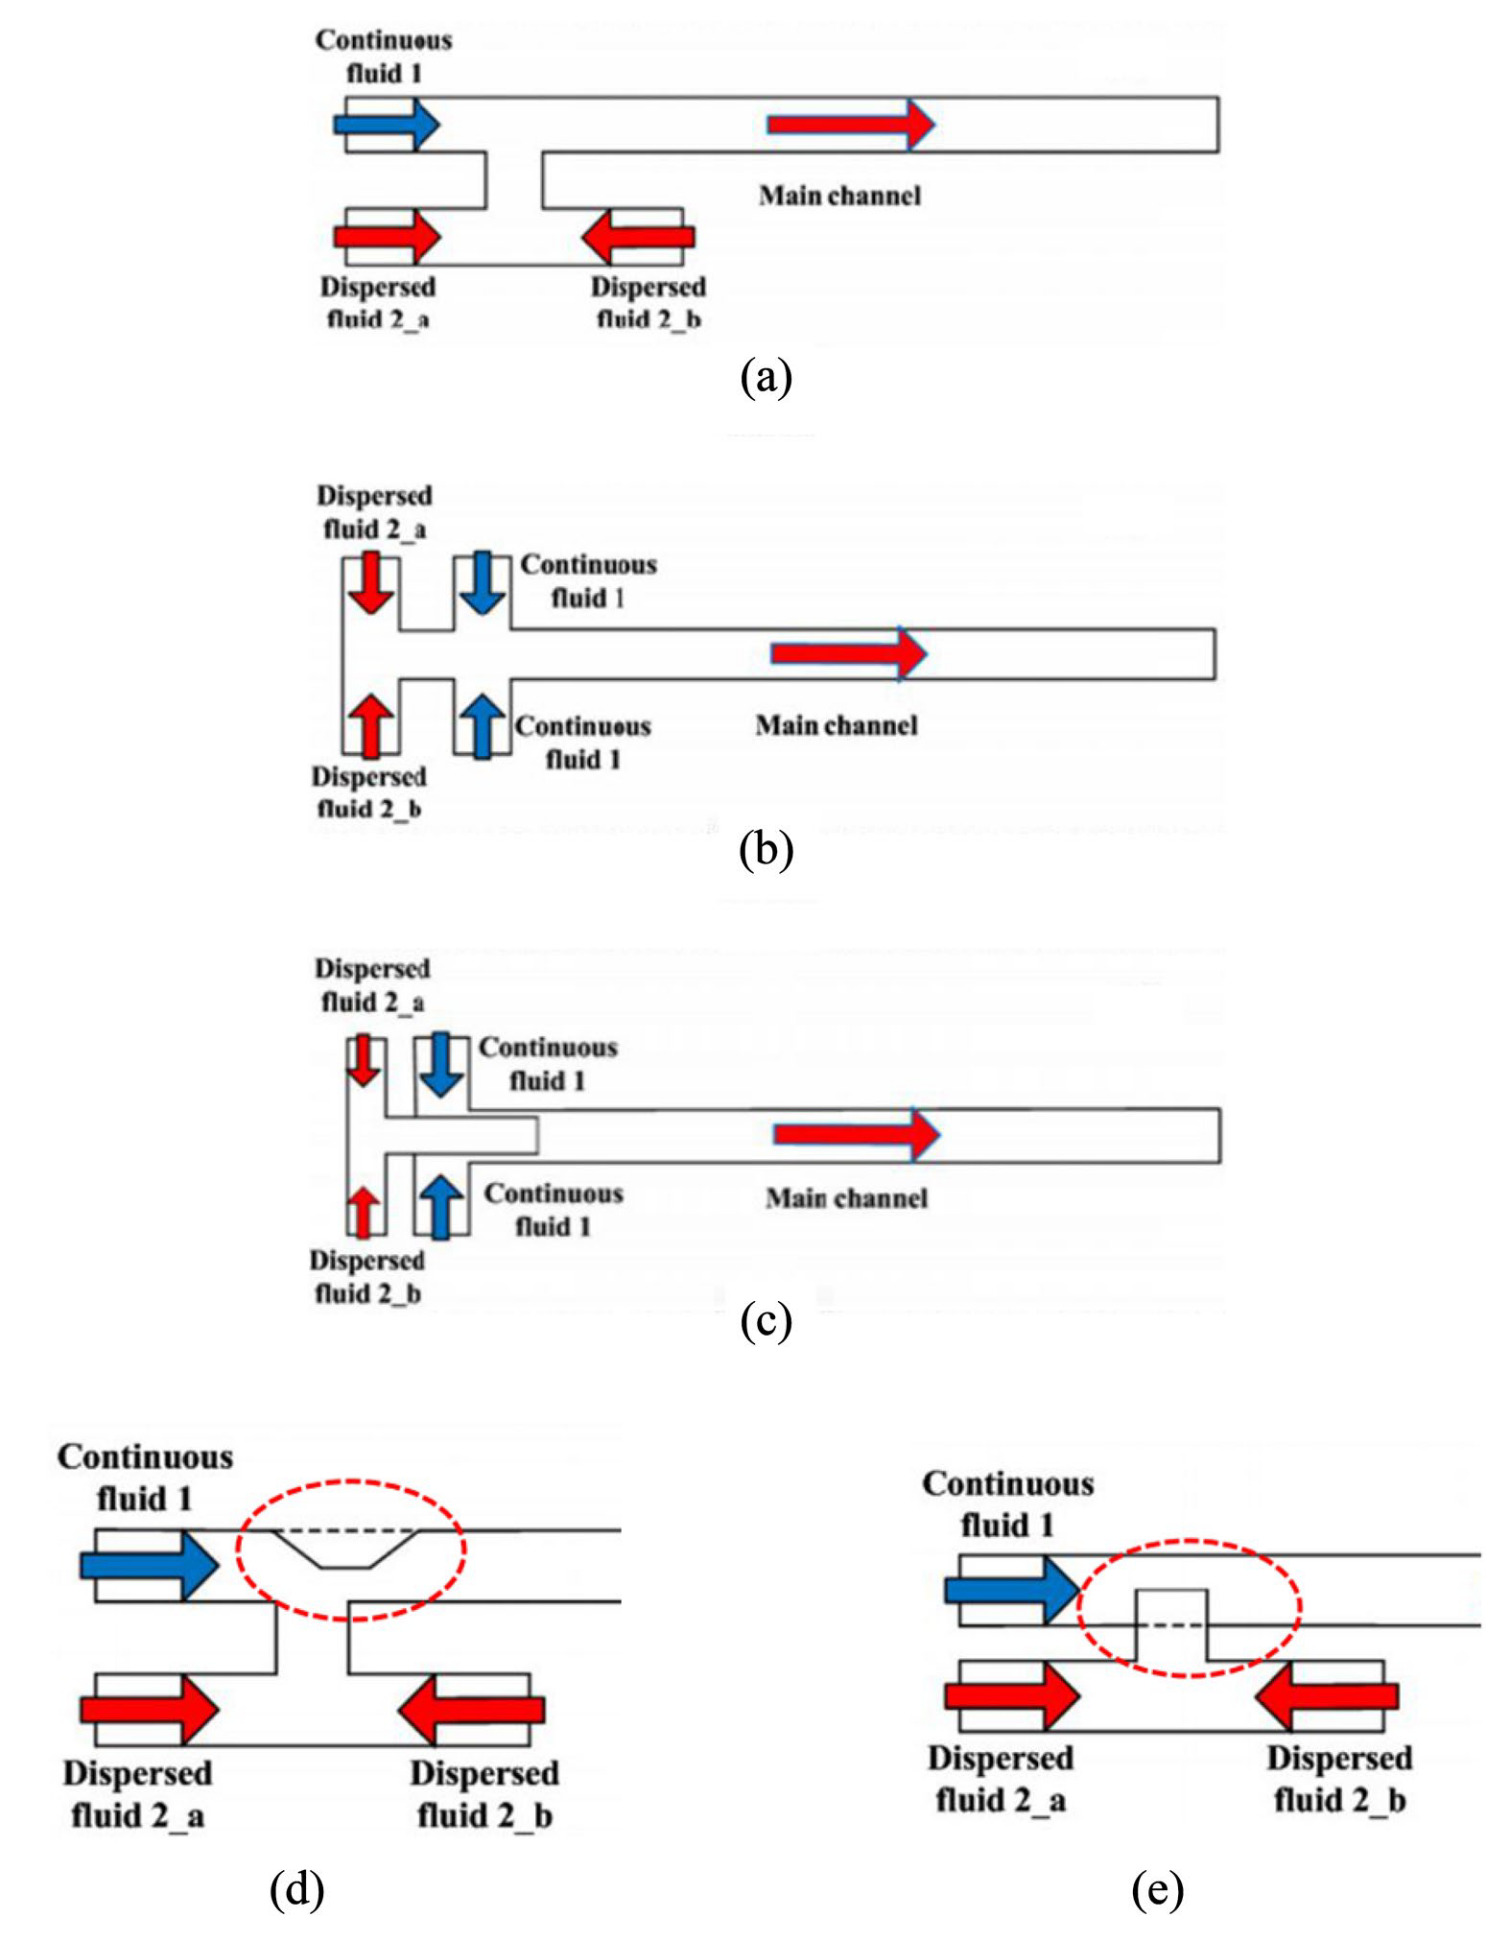 Continuous
fluid 1
Main channel
Dispersed
fluid 2_a
Dispersed
fluid 2_b
(a)
Dispersed
fluid 2_a
Continuous
fluid 1
Continuous
fluid 1
Main channel
Dispersed
fluid 2_b
(b)
Dispersed
fluid 2_a
Continuous
fluid 1
Continuous
fluid 1
Main channel
Dispersed
fluid 2_b
(c)
Continuous
fluid 1
Dispersed
fluid 2_a
Dispersed
fluid 2_b
(d)
Continuous
fluid 1
Dispersed
fluid 2_a
Dispersed
fluid 2_b
(e)